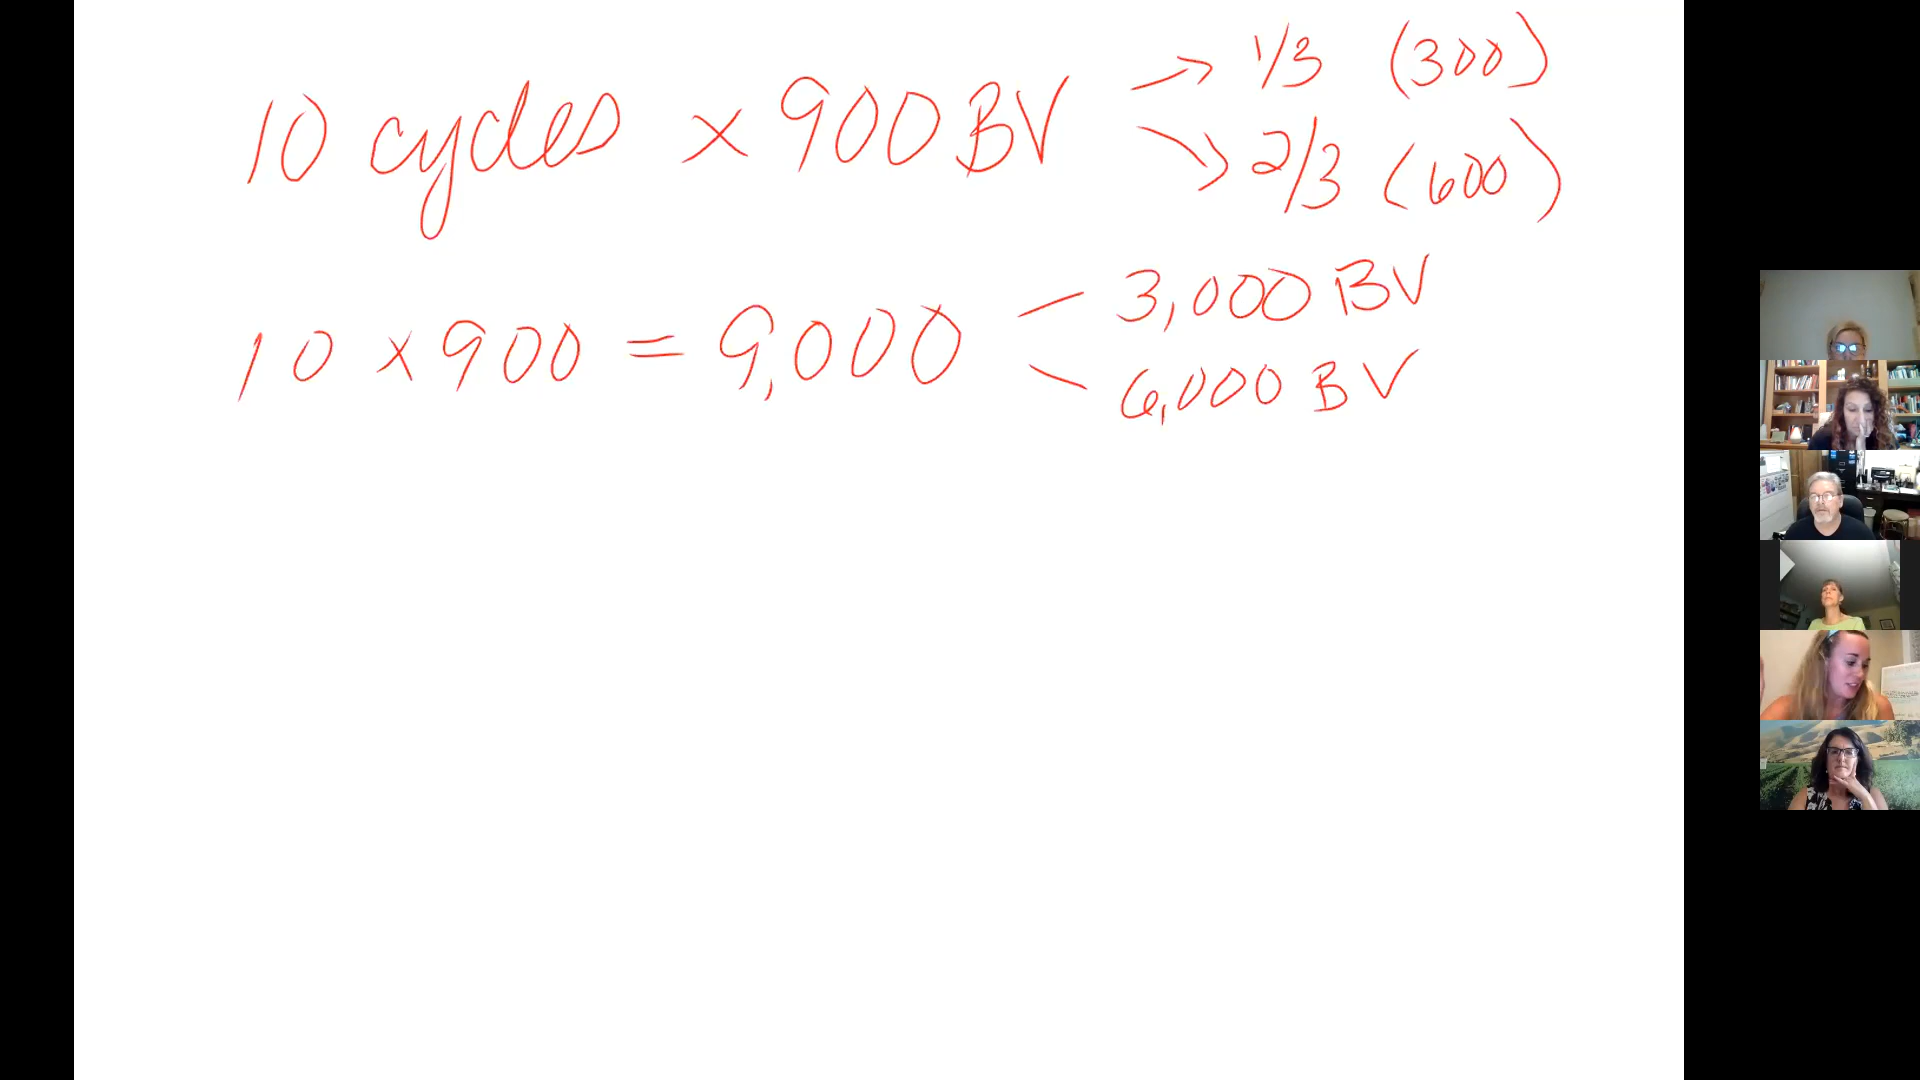 10 cycles x 900 BV → 1/3 (300)
→ 2/3 (600)
10 x 900 = 9,000 — 3,000 BV
— 6,000 BV